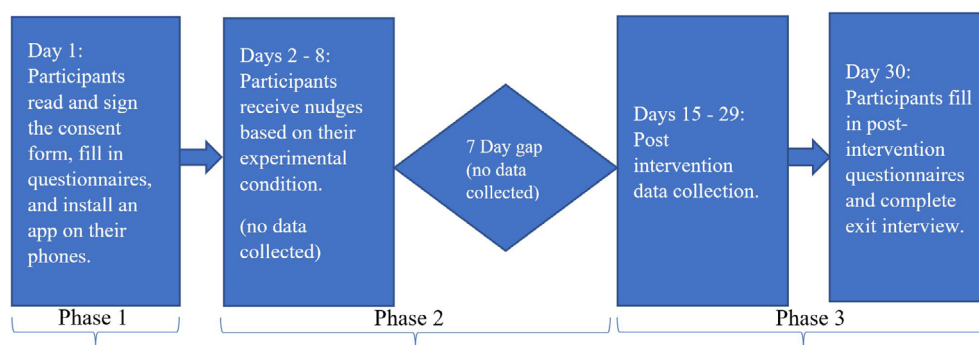 Day 1:
Participants
read and sign
the consent
form, fill in
questionnaires,
and install an
app on their
phones.
Days 2 - 8:
Participants
receive nudges
based on their
experimental
condition.
(no data
collected)
7 Day gap
(no data
collected)
Days 15 - 29:
Post
intervention
data collection.
Day 30:
Participants fill
in post-
intervention
questionnaires
and complete
exit interview.
Phase 1
Phase 2
Phase 3